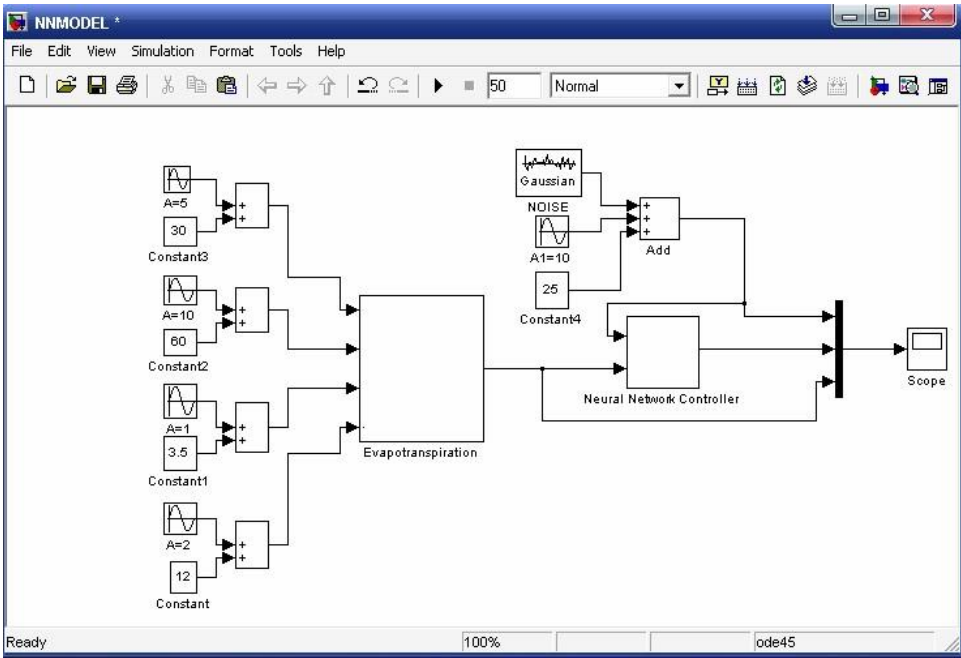 NNMODEL *
File Edit View Simulation Format Tools Help
50 Normal
Gaussian
NOISE
A=5
30
Constant3
A1=10
Add
25
Constant4
A=10
60
Constant2
A=1
3.5
Constant1
Evapotranspiration
Neural Network Controller
Scope
A=2
12
Constant
Ready 100% ode45